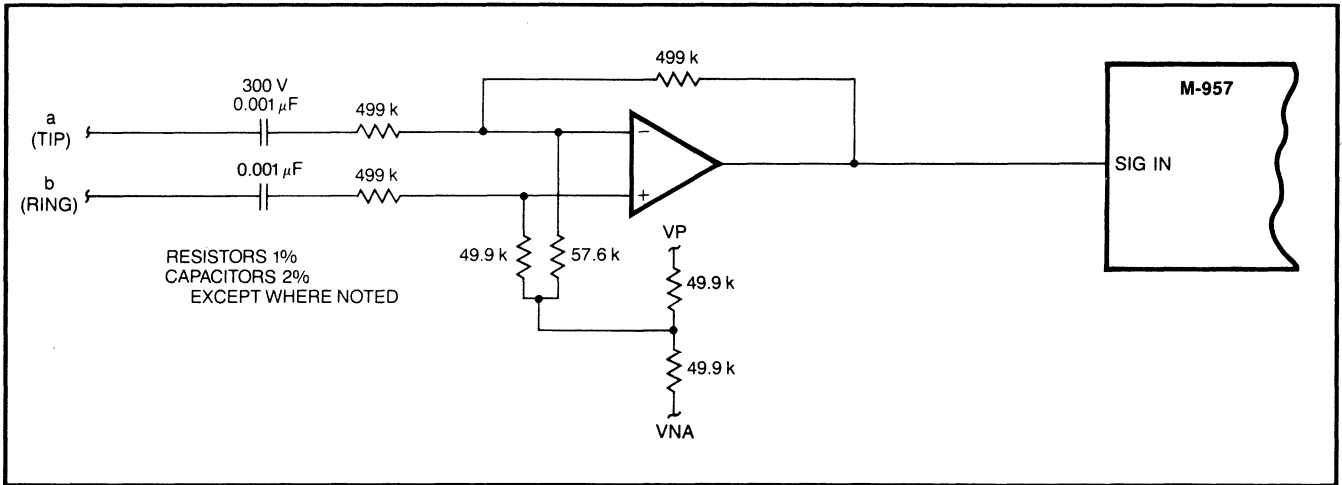 499 k
M-957
300 V
0.001 µF
499 k
a
(TIP)
0.001 µF
499 k
b
(RING)
SIG IN
−
+
VP
RESISTORS 1%
CAPACITORS 2%
EXCEPT WHERE NOTED
49.9 k
57.6 k
49.9 k
49.9 k
VNA